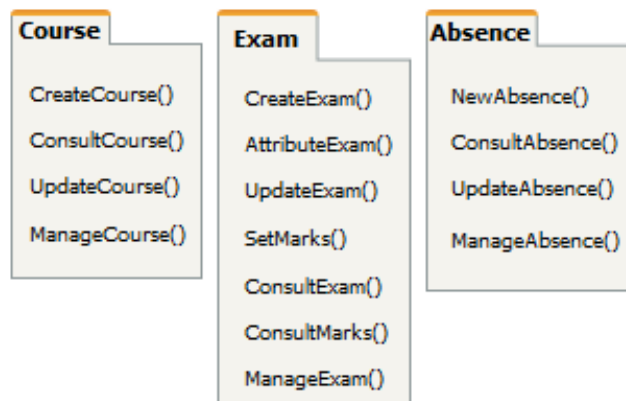 Course
CreateCourse()
ConsultCourse()
UpdateCourse()
ManageCourse()
Exam
CreateExam()
AttributeExam()
UpdateExam()
SetMarks()
ConsultExam()
ConsultMarks()
ManageExam()
Absence
NewAbsence()
ConsultAbsence()
UpdateAbsence()
ManageAbsence()